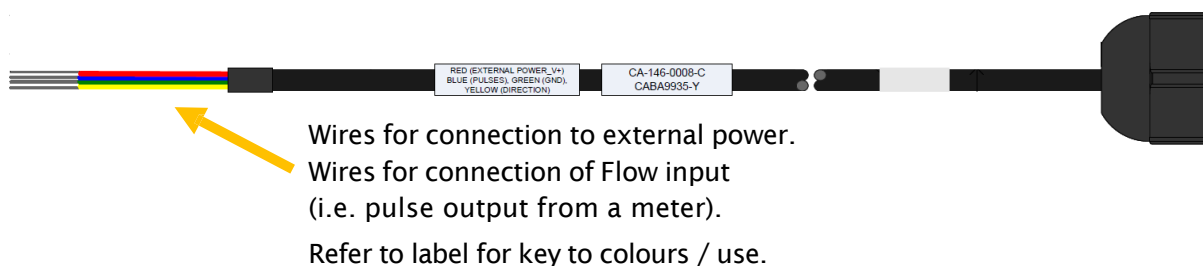 RED (EXTERNAL POWER_V+)
BLUE (PULSES), GREEN (GND),
YELLOW (DIRECTION)
CA-146-0008-C
CABA9935-Y
Wires for connection to external power.
Wires for connection of Flow input
(i.e. pulse output from a meter).
Refer to label for key to colours / use.